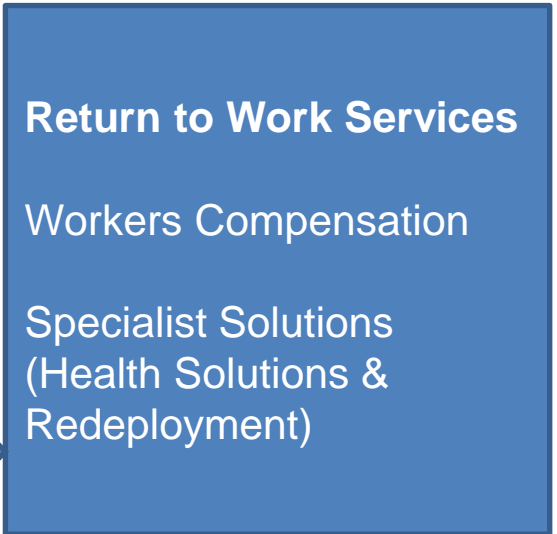 Return to Work Services
Workers Compensation
Specialist Solutions
(Health Solutions &
Redeployment)